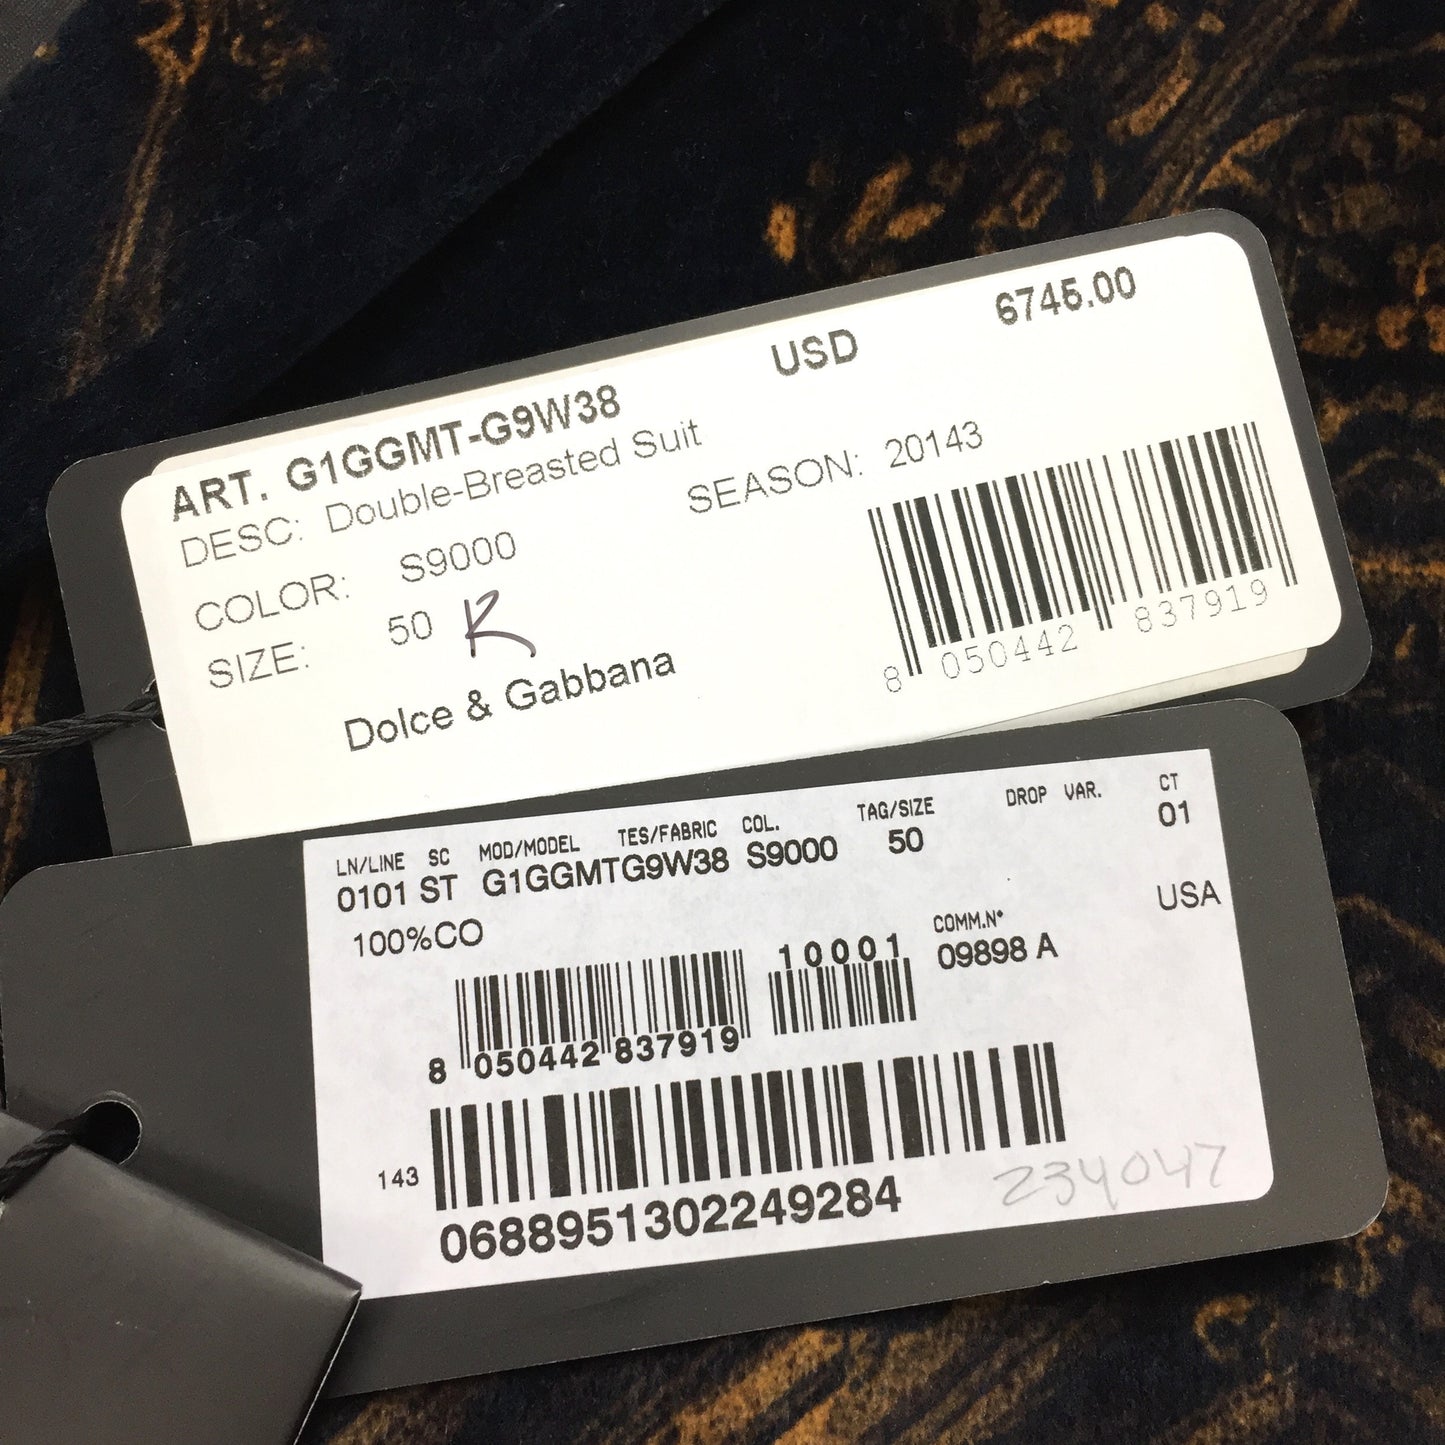 USD 6745.00
ART. G1GGMT-G9W38
DESC: Double-Breasted Suit
COLOR: S9000 SEASON: 20143
SIZE: 50 R
Dolce & Gabbana
8 050442 837919
LN/LINE SC MOD/MODEL TES/FABRIC COL. TAG/SIZE DROP VAR. CT
0101 ST G1GGMTG9W38 S9000 50 01
100%CO USA
10001 COMM.N° 09898 A
8 050442 837919
143
0688951302249284 234047